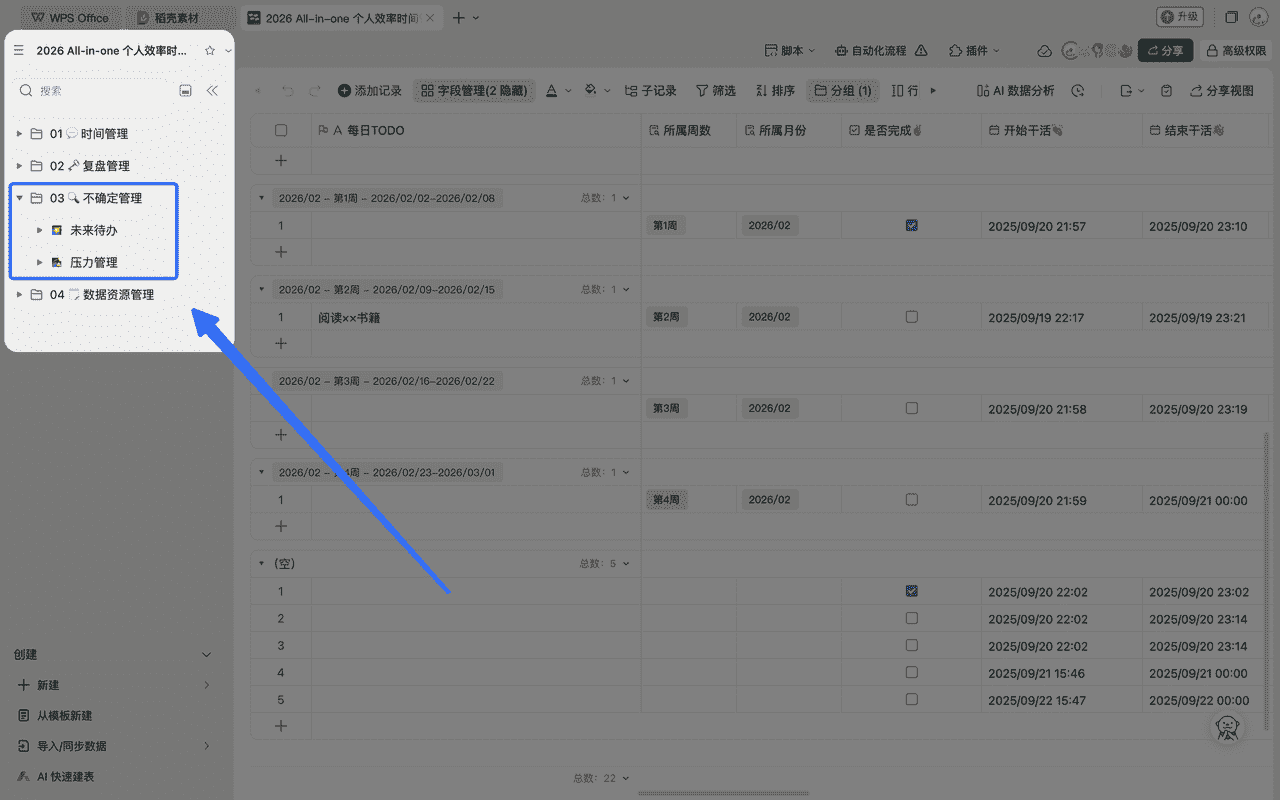 WPS Office
稻壳素材
2026 All-in-one 个人效率时间
升级
2026 All-in-one 个人效率时...
脚本
自动化流程
插件
分享
高级权限
搜索
添加记录
字段管理(2 隐藏)
子记录
筛选
排序
分组 (1)
行
AI 数据分析
分享视图
01 时间管理
02 复盘管理
03 不确定管理
未来待办
压力管理
04 数据资源管理
A 每日TODO
所属周数
所属月份
是否完成
开始干活
结束干活
2026/02 – 第1周 – 2026/02/02–2026/02/08
总数: 1
1
第1周
2026/02
2025/09/20 21:57
2025/09/20 23:10
2026/02 – 第2周 – 2026/02/09–2026/02/15
总数: 1
1
阅读××书籍
第2周
2026/02
2025/09/19 22:17
2025/09/19 23:21
2026/02 – 第3周 – 2026/02/16–2026/02/22
总数: 1
第3周
2026/02
2025/09/20 21:58
2025/09/20 23:19
2026/02 – 第4周 – 2026/02/23–2026/03/01
总数: 1
1
第4周
2026/02
2025/09/20 21:59
2025/09/21 00:00
(空)
总数: 5
1
2025/09/20 22:02
2025/09/20 23:02
2
2025/09/20 22:02
2025/09/20 23:14
3
2025/09/20 22:02
2025/09/20 23:14
4
2025/09/21 15:46
2025/09/21 00:00
5
2025/09/22 15:47
2025/09/22 00:00
总数: 22
创建
新建
从模板新建
导入/同步数据
AI 快速建表